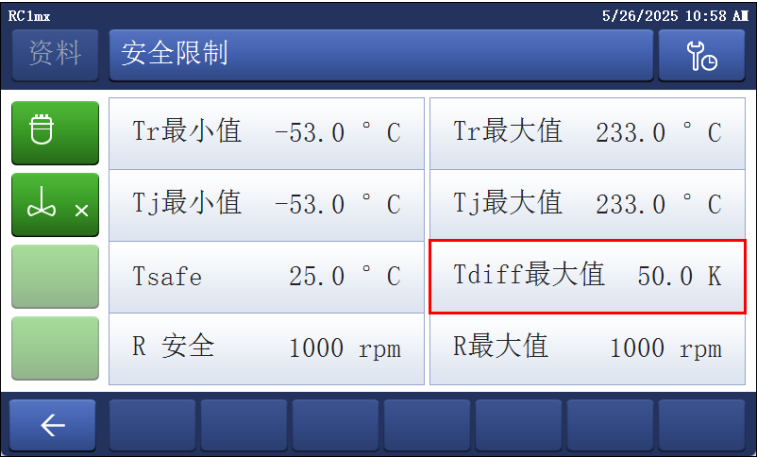 RC1mx 5/26/2025 10:58 AM
资料 安全限制
Tr最小值 -53.0 ° C Tr最大值 233.0 ° C
Tj最小值 -53.0 ° C Tj最大值 233.0 ° C
Tsafe 25.0 ° C Tdiff最大值 50.0 K
R 安全 1000 rpm R最大值 1000 rpm